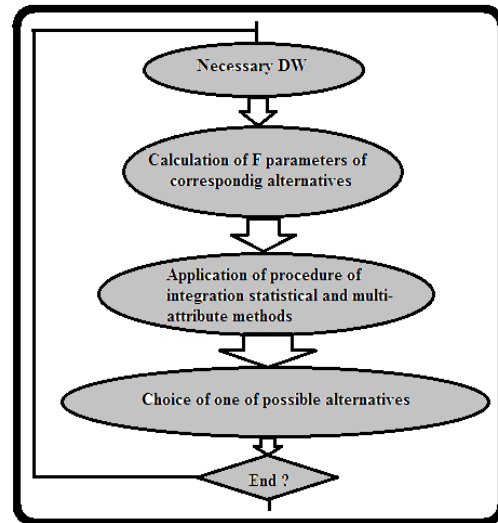 Necessary DW
Calculation of F parameters of
correspondig alternatives
Application of procedure of
integration statistical and multi-
attribute methods
Choice of one of possible alternatives
End ?